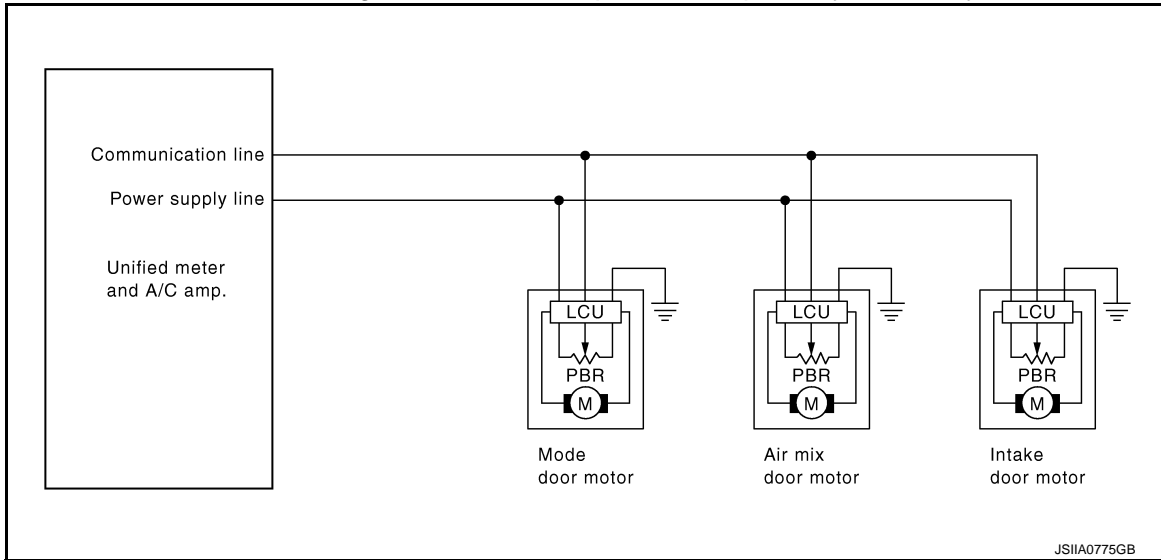 Communication line
Power supply line
Unified meter
and A/C amp.
LCU
PBR
M
Mode
door motor
LCU
PBR
M
Air mix
door motor
LCU
PBR
M
Intake
door motor
JSIIA0775GB